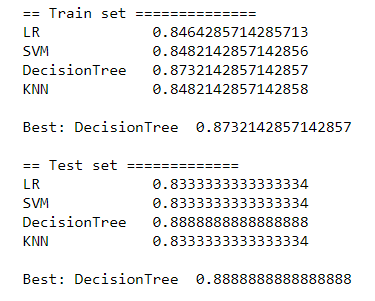 == Train set ==============
LR 0.8464285714285713
SVM 0.8482142857142856
DecisionTree 0.8732142857142857
KNN 0.8482142857142858
Best: DecisionTree 0.8732142857142857
== Test set =============
LR 0.8333333333333334
SVM 0.8333333333333334
DecisionTree 0.8888888888888888
KNN 0.8333333333333334
Best: DecisionTree 0.8888888888888888